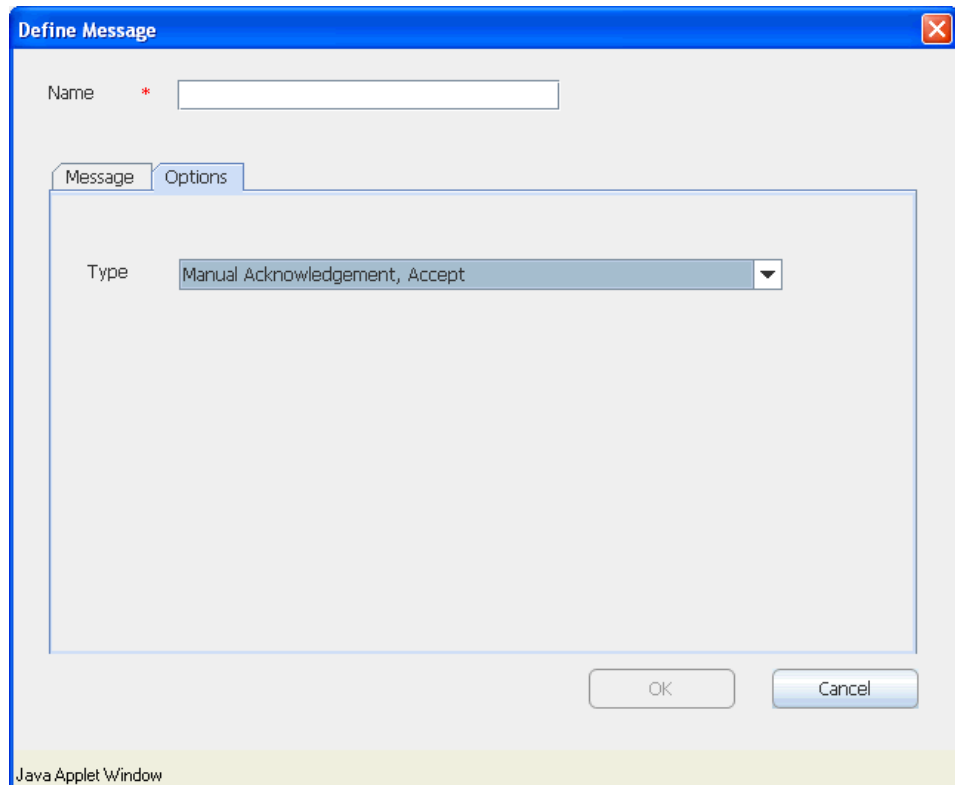 Define Message
Name *
Message Options
Type Manual Acknowledgement, Accept
OK Cancel
Java Applet Window